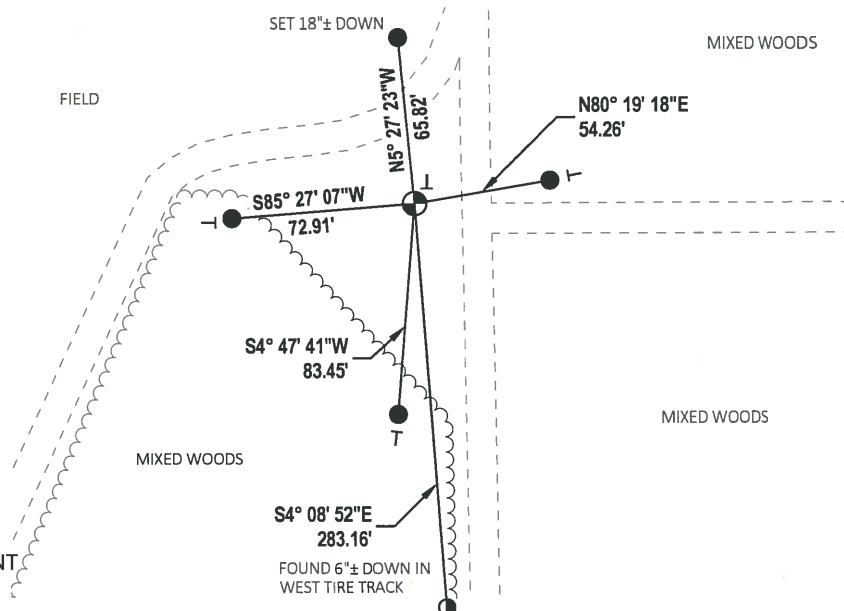 SET 18"± DOWN
MIXED WOODS
FIELD
N5° 27' 23"W
65.82'
N80° 19' 18"E
54.26'
S85° 27' 07"W
72.91'
S4° 47' 41"W
83.45'
MIXED WOODS
MIXED WOODS
S4° 08' 52"E
283.16'
FOUND 6"± DOWN IN
WEST TIRE TRACK
NT